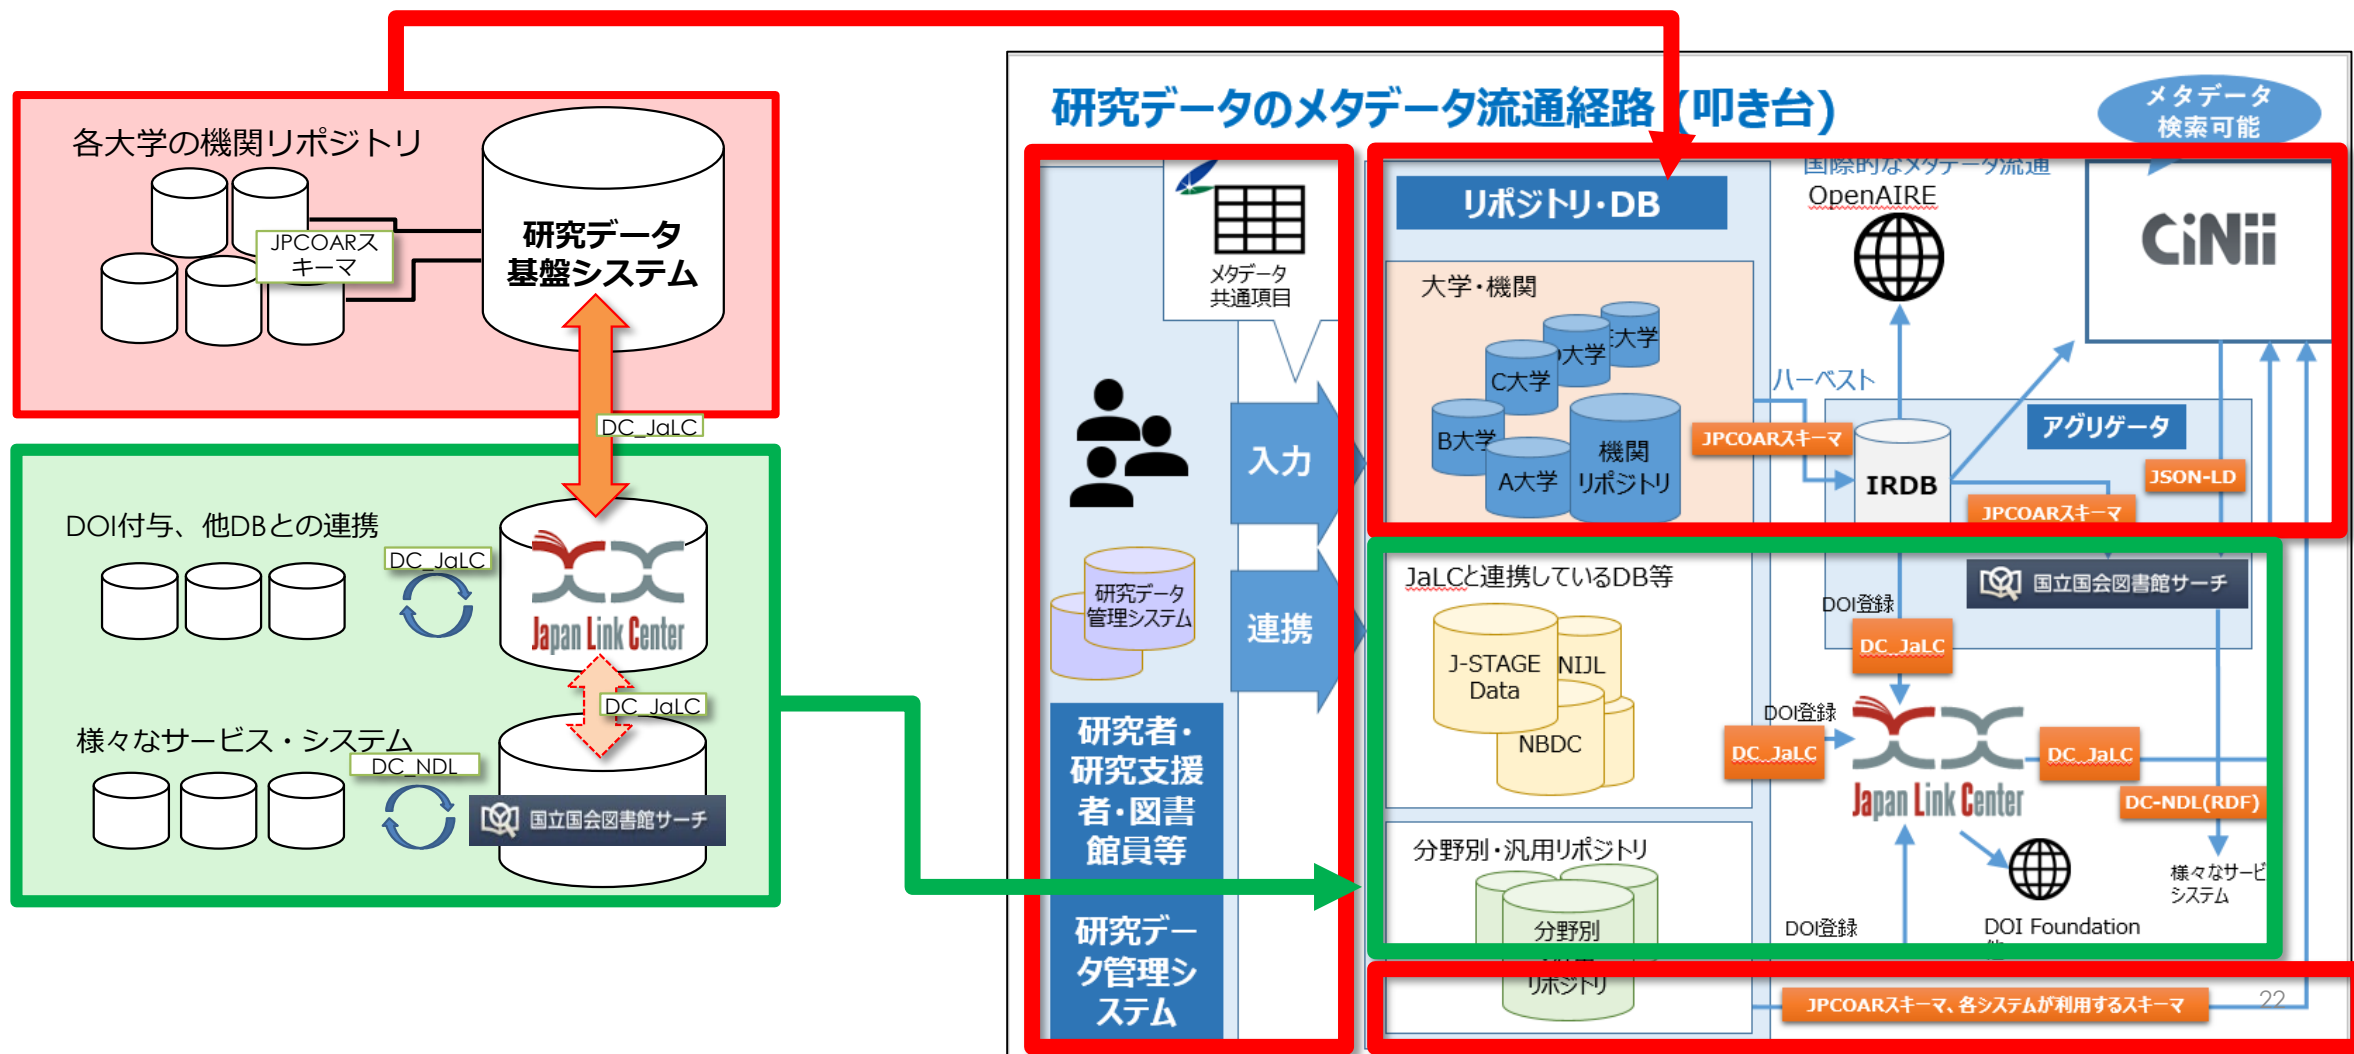 各大学の機関リポジトリ
JPCOARス
キーマ
研究データ
基盤システム
DC_JaLC
DOI付与、他DBとの連携
DC_JaLC
Japan Link Center
DC_JaLC
様々なサービス・システム
DC_NDL
国立国会図書館サーチ
研究データのメタデータ流通経路 (叩き台)
メタデータ
検索可能
メタデータ
共通項目
入力
連携
研究データ
管理システム
研究者・
研究支援
者・図書
館員等
研究デー
タ管理シ
ステム
リポジトリ・DB
大学・機関
E大学
D大学
C大学
B大学
A大学
機関
リポジトリ
国際的なメタデータ流通
OpenAIRE
CiNii
ハーベスト
JPCOARスキーマ
IRDB
アグリゲータ
JSON-LD
JPCOARスキーマ
国立国会図書館サーチ
JaLCと連携しているDB等
J-STAGE
Data
NIJL
NBDC
DOI登録
DC_JaLC
DOI登録
DC_JaLC
Japan Link Center
DC_JaLC
DC-NDL(RDF)
様々なサービ
システム
DOI Foundation
分野別・汎用リポジトリ
分野別
リポジトリ
DOI登録
JPCOARスキーマ、各システムが利用するスキーマ
22